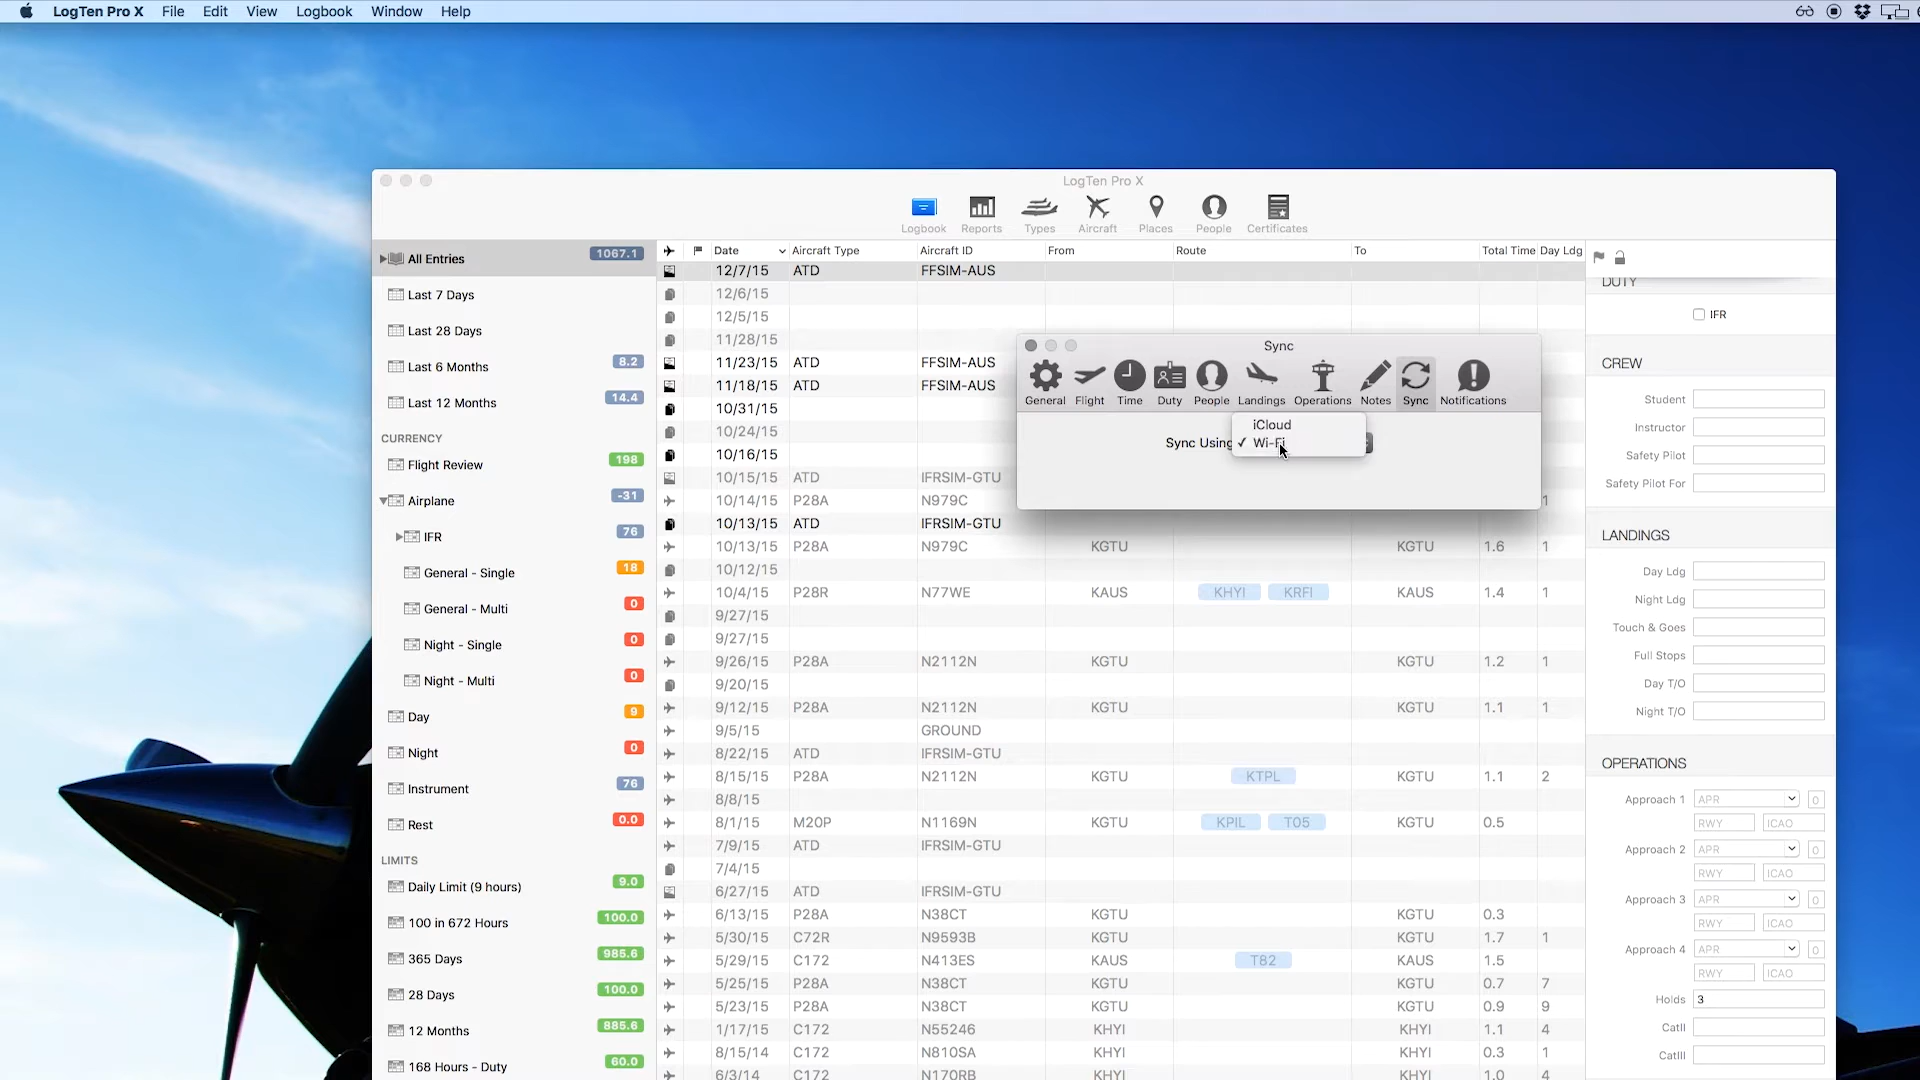 LogTen Pro X File Edit View Logbook Window Help
LogTen Pro X
Logbook Reports Types Aircraft Places People Certificates
All Entries 1067.1
Last 7 Days
Last 28 Days
Last 6 Months 8.2
Last 12 Months 14.4
CURRENCY
Flight Review 198
Airplane -31
IFR 76
General - Single 18
General - Multi 0
Night - Single 0
Night - Multi 0
Day 9
Night 0
Instrument 76
Rest 0.0
LIMITS
Daily Limit (9 hours) 9.0
100 in 672 Hours 100.0
365 Days 985.6
28 Days 100.0
12 Months 885.6
168 Hours - Duty 60.0
Date Aircraft Type Aircraft ID From Route To Total Time Day Ldg
12/7/15 ATD FFSIM-AUS
12/6/15
12/5/15
11/28/15
11/23/15 ATD FFSIM-AUS
11/18/15 ATD FFSIM-AUS
10/31/15
10/24/15
10/16/15
10/15/15 ATD IFRSIM-GTU
10/14/15 P28A N979C 1
10/13/15 ATD IFRSIM-GTU
10/13/15 P28A N979C KGTU KGTU 1.6 1
10/12/15
10/4/15 P28R N77WE KAUS KHYI KRFI KAUS 1.4 1
9/27/15
9/27/15
9/26/15 P28A N2112N KGTU KGTU 1.2 1
9/20/15
9/12/15 P28A N2112N KGTU KGTU 1.1 1
9/5/15 GROUND
8/22/15 ATD IFRSIM-GTU
8/15/15 P28A N2112N KGTU KTPL KGTU 1.1 2
8/8/15
8/1/15 M20P N1169N KGTU KPIL T05 KGTU 0.5
7/9/15 ATD IFRSIM-GTU
7/4/15
6/27/15 ATD IFRSIM-GTU
6/13/15 P28A N38CT KGTU KGTU 0.3
5/30/15 C72R N9593B KGTU KGTU 1.7 1
5/29/15 C172 N413ES KAUS T82 KAUS 1.5
5/25/15 P28A N38CT KGTU KGTU 0.7 7
5/23/15 P28A N38CT KGTU KGTU 0.9 9
1/17/15 C172 N55246 KHYI KHYI 1.1 4
8/15/14 C172 N810SA KHYI KHYI 0.3 1
6/3/14 C172 N170RB KHYI KHYI 1.0 4
Sync
General Flight Time Duty People Landings Operations Notes Sync Notifications
iCloud
Sync Using ✓ Wi-Fi
DUTY
IFR
CREW
Student
Instructor
Safety Pilot
Safety Pilot For
LANDINGS
Day Ldg
Night Ldg
Touch & Goes
Full Stops
Day T/O
Night T/O
OPERATIONS
Approach 1 APR 0
RWY ICAO
Approach 2 APR 0
RWY ICAO
Approach 3 APR 0
RWY ICAO
Approach 4 APR 0
RWY ICAO
Holds 3
CatII
CatIII